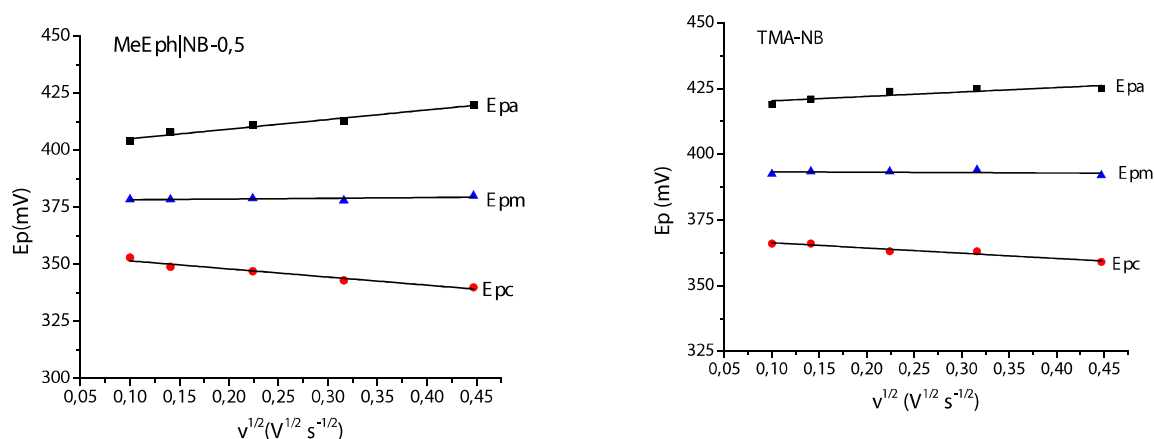 MeEph|NB-0,5
450
425
400
375
350
325
300
Ep(mV)
Epa
Epm
Epc
0,05 0,10 0,15 0,20 0,25 0,30 0,35 0,40 0,45
v1/2(V1/2 s-1/2)
TMA-NB
450
425
400
375
350
325
Ep (mV)
Epa
Epm
Epc
0,05 0,10 0,15 0,20 0,25 0,30 0,35 0,40 0,45
v1/2 (V1/2 s-1/2)